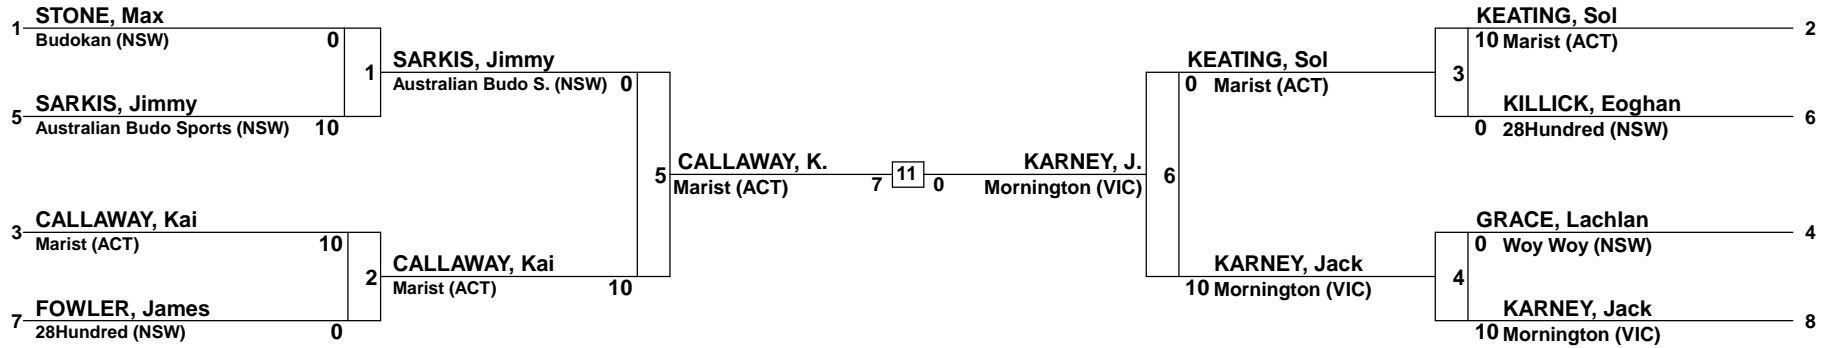 1
STONE, Max
Budokan (NSW)
0
5
SARKIS, Jimmy
Australian Budo Sports (NSW)
10
1
SARKIS, Jimmy
Australian Budo S. (NSW)
0
3
CALLAWAY, Kai
Marist (ACT)
10
7
FOWLER, James
28Hundred (NSW)
0
2
CALLAWAY, Kai
Marist (ACT)
10
5
CALLAWAY, K.
Marist (ACT)
7
11
0
KARNEY, J.
Mornington (VIC)
6
KEATING, Sol
0 Marist (ACT)
KARNEY, Jack
10 Mornington (VIC)
3
KEATING, Sol
10 Marist (ACT)
2
KILLICK, Eoghan
0 28Hundred (NSW)
6
4
GRACE, Lachlan
0 Woy Woy (NSW)
4
KARNEY, Jack
10 Mornington (VIC)
8